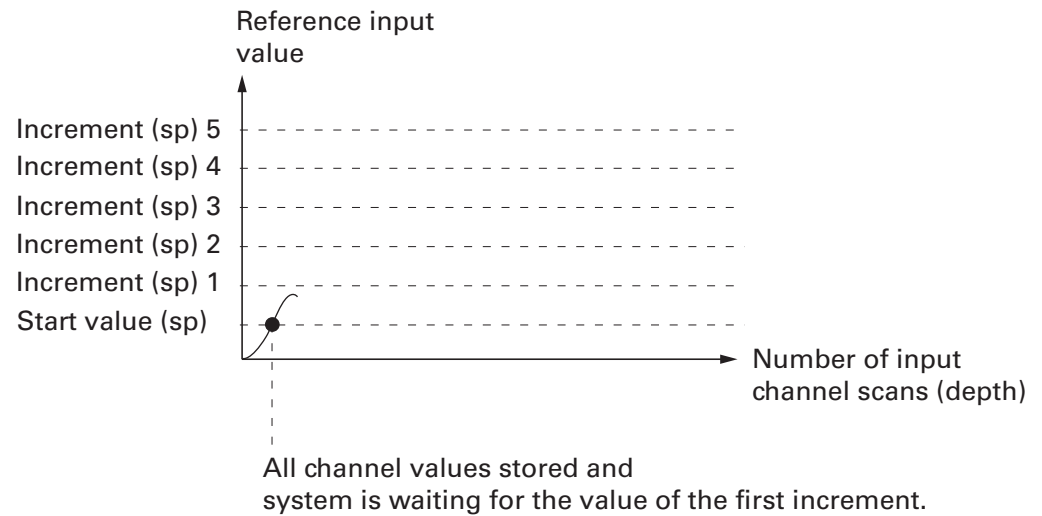 Reference input
value
Increment (sp) 5
Increment (sp) 4
Increment (sp) 3
Increment (sp) 2
Increment (sp) 1
Start value (sp)
Number of input
channel scans (depth)
All channel values stored and
system is waiting for the value of the first increment.